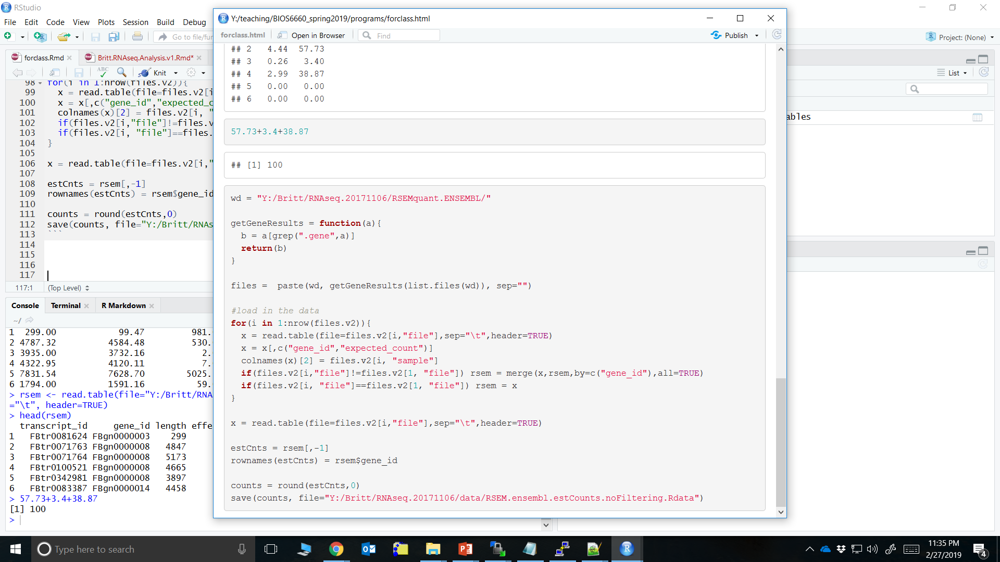 RStudio
File Edit Code View Plots Session Build Debug
Go to file/fun
Project: (None)
forclass.Rmd
Britt.RNAseq.Analysis.v1.Rmd*
ABC
Knit
98 for(i in 1:nrow(files.v2)){
99 x = read.table(file=files.v2[i
100 x = x[,c("gene_id","expected_c
101 colnames(x)[2] = files.v2[i, "
102 if(files.v2[i,"file"]!=files.v
103 if(files.v2[i, "file"]==files.
104 }
105
106 x = read.table(file=files.v2[i,"
107
108 estCnts = rsem[,-1]
109 rownames(estCnts) = rsem$gene_id
110
111 counts = round(estCnts,0)
112 save(counts, file="Y:/Britt/RNAs
113 ```
114
115
116
117
117:1 (Top Level)
Console Terminal R Markdown
~/
1 299.00 99.47 981.
2 4787.32 4584.48 530.
3 3935.00 3732.16 2.
4 4322.95 4120.11 7.
5 7831.54 7628.70 5025.
6 1794.00 1591.16 59.
> rsem <- read.table(file="Y:/Britt/RNA
="\t", header=TRUE)
> head(rsem)
transcript_id gene_id length effe
1 FBtr0081624 FBgn0000003 299
2 FBtr0071763 FBgn0000008 4847
3 FBtr0071764 FBgn0000008 5173
4 FBtr0100521 FBgn0000008 4665
5 FBtr0342981 FBgn0000008 3897
6 FBtr0083387 FBgn0000014 4458
> 57.73+3.4+38.87
[1] 100
>
Y:/teaching/BIOS6660_spring2019/programs/forclass.html
forclass.html Open in Browser Find Publish
## 2 4.44 57.73
## 3 0.26 3.40
## 4 2.99 38.87
## 5 0.00 0.00
## 6 0.00 0.00
57.73+3.4+38.87
## [1] 100
wd = "Y:/Britt/RNAseq.20171106/RSEMquant.ENSEMBL/"
getGeneResults = function(a){
b = a[grep(".gene",a)]
return(b)
}
files = paste(wd, getGeneResults(list.files(wd)), sep="")
#load in the data
for(i in 1:nrow(files.v2)){
x = read.table(file=files.v2[i,"file"],sep="\t",header=TRUE)
x = x[,c("gene_id","expected_count")]
colnames(x)[2] = files.v2[i, "sample"]
if(files.v2[i,"file"]!=files.v2[1, "file"]) rsem = merge(x,rsem,by=c("gene_id"),all=TRUE)
if(files.v2[i, "file"]==files.v2[1, "file"]) rsem = x
}
x = read.table(file=files.v2[i,"file"],sep="\t",header=TRUE)
estCnts = rsem[,-1]
rownames(estCnts) = rsem$gene_id
counts = round(estCnts,0)
save(counts, file="Y:/Britt/RNAseq.20171106/data/RSEM.ensembl.estCounts.noFiltering.Rdata")
List
ables
Type here to search
11:35 PM
2/27/2019
4